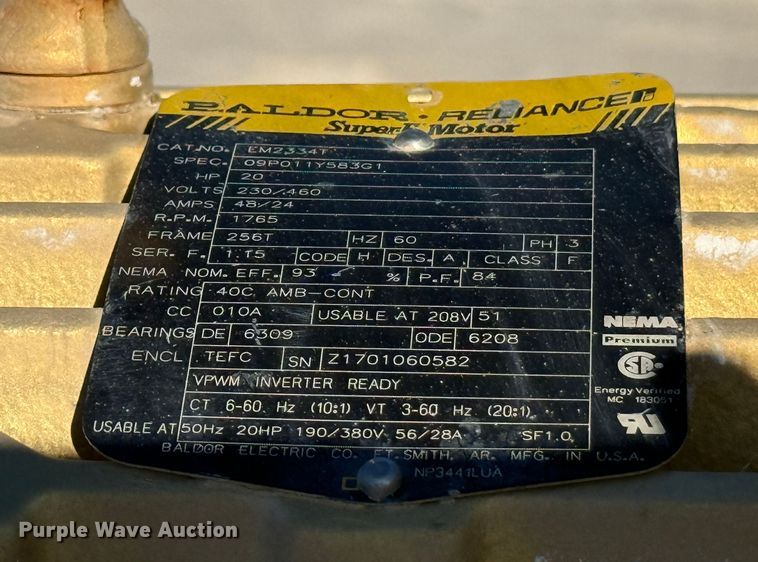 BALDOR • RELIANCE
Super-E Motor
CAT.NO. EM2334T
SPEC. 09P011Y583G1
HP 20
VOLTS 230/460
AMPS 48/24
R.P.M. 1765
FRAME 256T HZ 60 PH 3
SER. F. 1.15 CODE H DES. A CLASS F
NEMA NOM. EFF. 93 % P.F. 84
RATING 40C AMB-CONT
CC 010A USABLE AT 208V 51
BEARINGS DE 6309 ODE 6208
ENCL TEFC SN Z1701060582
VPWM INVERTER READY
CT 6-60 Hz (10:1) VT 3-60 Hz (20:1)
USABLE AT 50Hz 20HP 190/380V 56/28A SF1.0
BALDOR ELECTRIC CO. FT.SMITH, AR. MFG. IN U.S.A.
NP3441LUA
NEMA
Premium
Energy Verified
MC 183051
Purple Wave Auction